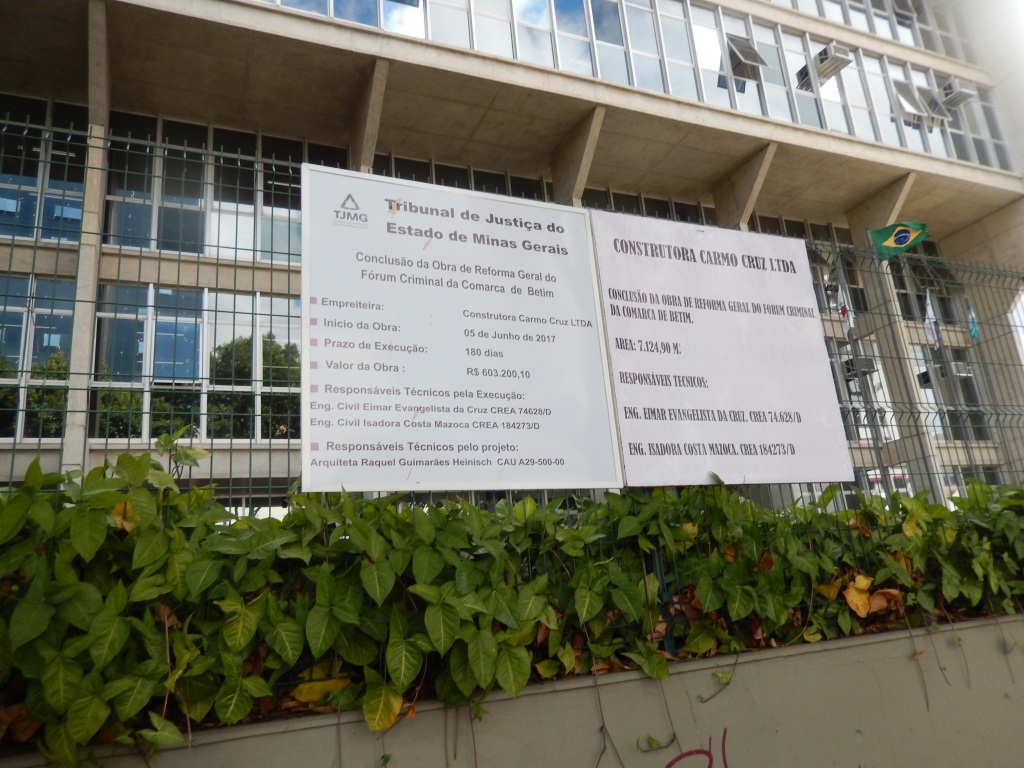 TJMG
Tribunal de Justiça do
Estado de Minas Gerais
Conclusão da Obra de Reforma Geral do
Fórum Criminal da Comarca de Betim
Empreiteira: Construtora Carmo Cruz LTDA
Início da Obra: 05 de Junho de 2017
Prazo de Execução: 180 dias
Valor da Obra : R$ 603.200,10
Responsáveis Técnicos pela Execução:
Eng. Civil Eimar Evangelista da Cruz CREA 74628/D
Eng. Civil Isadora Costa Mazoca CREA 184273/D
Responsáveis Técnicos pelo projeto:
Arquiteta Raquel Guimarães Heinisch CAU A29-500-00
CONSTRUTORA CARMO CRUZ LTDA
CONCLUSÃO DA OBRA DE REFORMA GERAL DO FORUM CRIMINAL
DA COMARCA DE BETIM.
AREA: 7.124,90 M².
RESPONSÁVEIS TECNICOS:
ENG. EIMAR EVANGELISTA DA CRUZ. CREA 74.628/D
ENG. ISADORA COSTA MAZOCA. CREA 184273/D